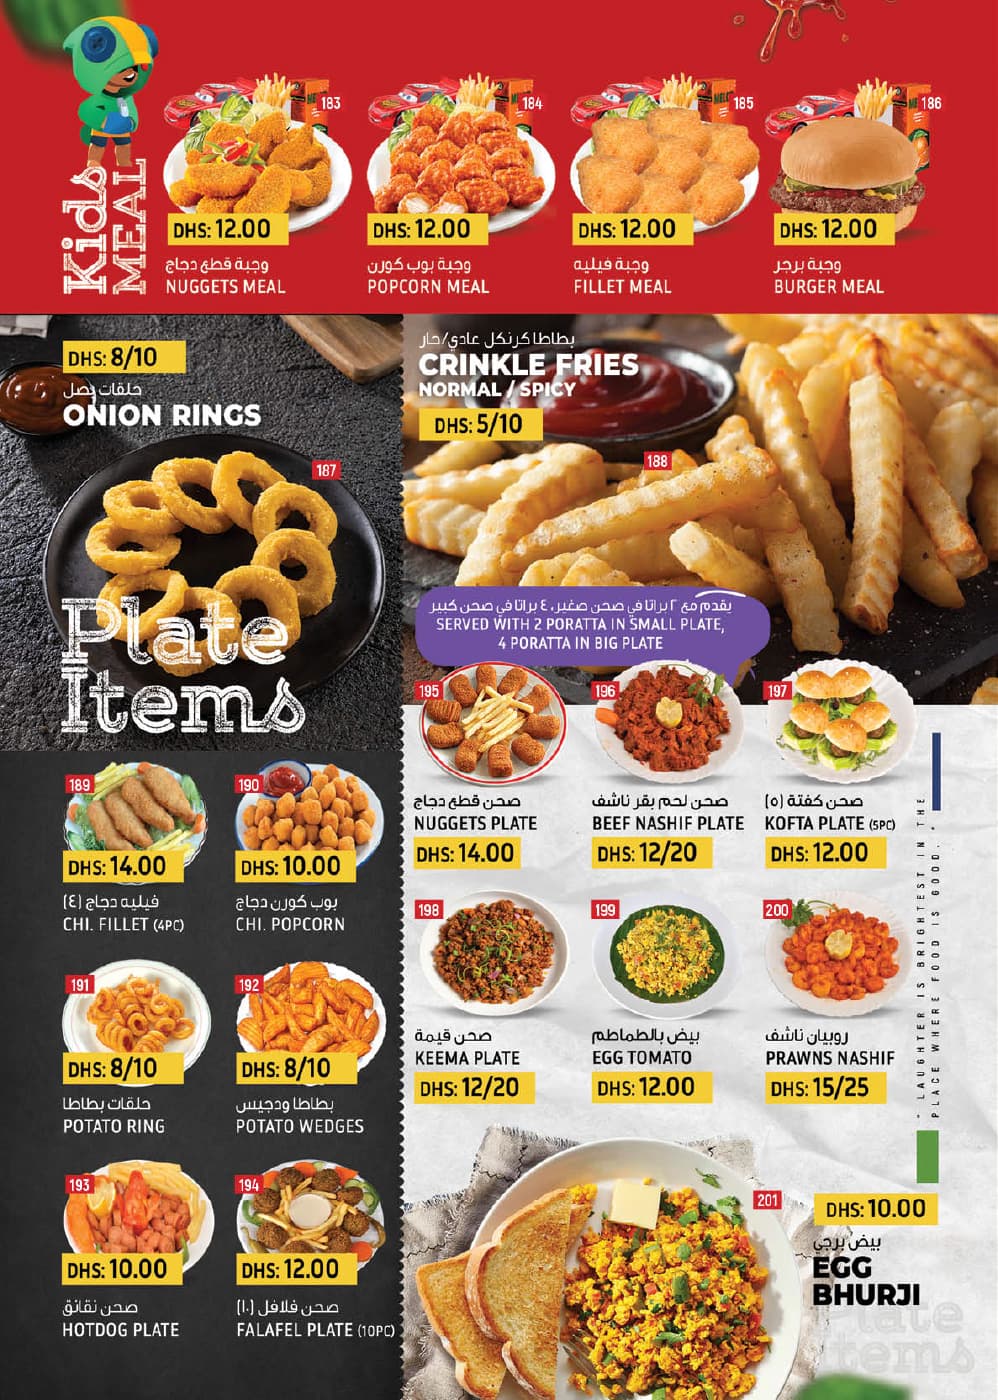 Kids
MEAL
183
DHS: 12.00
وجبة قطع دجاج
NUGGETS MEAL
184
DHS: 12.00
وجبة بوب كورن
POPCORN MEAL
185
DHS: 12.00
وجبة فيليه
FILLET MEAL
186
DHS: 12.00
وجبة برجر
BURGER MEAL
DHS: 8/10
حلقات بصل
ONION RINGS
187
بطاطا كرنكل عادي/حار
CRINKLE FRIES
NORMAL / SPICY
DHS: 5/10
188
يقدم مع ٢ براتا في صحن صغير، ٤ براتا في صحن كبير
SERVED WITH 2 PORATTA IN SMALL PLATE,
4 PORATTA IN BIG PLATE
Plate
Items
189
DHS: 14.00
فيليه دجاج (٤)
CHI. FILLET (4PC)
190
DHS: 10.00
بوب كورن دجاج
CHI. POPCORN
191
DHS: 8/10
حلقات بطاطا
POTATO RING
192
DHS: 8/10
بطاطا ودجيس
POTATO WEDGES
193
DHS: 10.00
صحن نقانق
HOTDOG PLATE
194
DHS: 12.00
صحن فلافل (١٠)
FALAFEL PLATE (10PC)
195
صحن قطع دجاج
NUGGETS PLATE
DHS: 14.00
196
صحن لحم بقر ناشف
BEEF NASHIF PLATE
DHS: 12/20
197
صحن كفتة (٥)
KOFTA PLATE (5PC)
DHS: 12.00
198
صحن قيمة
KEEMA PLATE
DHS: 12/20
199
بيض بالطماطم
EGG TOMATO
DHS: 12.00
200
روبيان ناشف
PRAWNS NASHIF
DHS: 15/25
" LAUGHTER IS BRIGHTEST IN THE
PLACE WHERE FOOD IS GOOD. "
201
DHS: 10.00
بيض برجي
EGG
BHURJI
Plate
Items